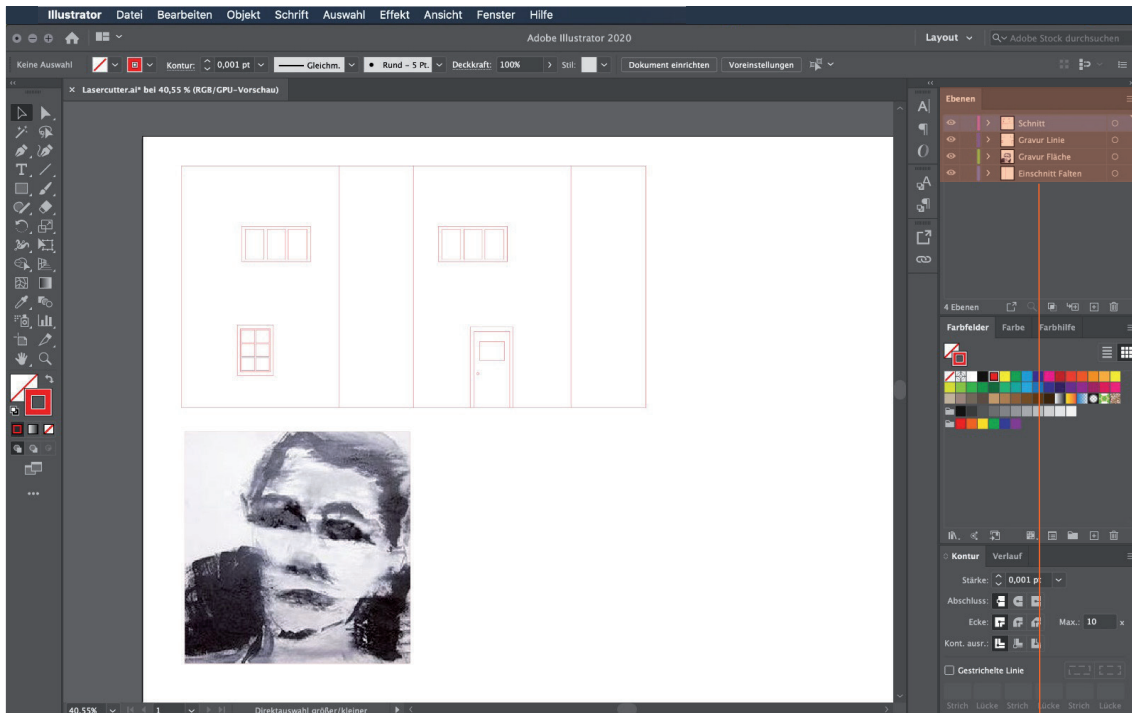 Illustrator Datei Bearbeiten Objekt Schrift Auswahl Effekt Ansicht Fenster Hilfe
Adobe Illustrator 2020
Layout
Adobe Stock durchsuchen
Keine Auswahl
Kontur: 0,001 pt
Gleichm.
Rund - 5 Pt.
Deckkraft: 100%
Stil:
Dokument einrichten
Voreinstellungen
× Lasercutter.ai* bei 40,55 % (RGB/GPU-Vorschau)
Ebenen
Schnitt
Gravur Linie
Gravur Fläche
Einschnitt Falten
4 Ebenen
Farbfelder Farbe Farbhilfe
Kontur Verlauf
Stärke: 0,001 pt
Abschluss:
Ecke:
Max.: 10 x
Kont. ausr.:
Gestrichelte Linie
Strich Lücke Strich Lücke Strich Lücke
40,55% 1 Direktauswahl größer/kleiner